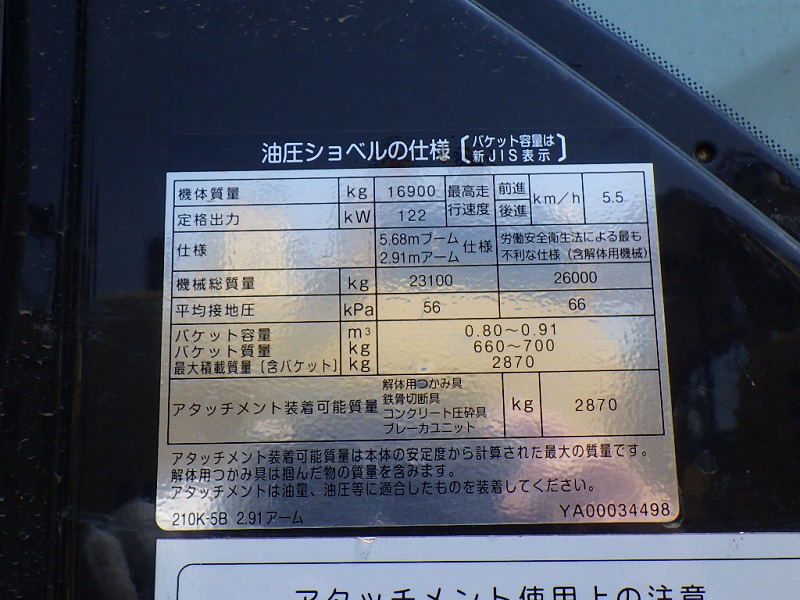 油圧ショベルの仕様〔バケット容量は新JIS表示〕
機体質量 kg 16900 最高走行速度 前進 後進 km/h 5.5
定格出力 kW 122
仕様 5.68mブーム 2.91mアーム 仕様 労働安全衛生法による最も不利な仕様(含解体用機械)
機械総質量 kg 23100 26000
平均接地圧 kPa 56 66
バケット容量 m³ 0.80〜0.91
バケット質量 kg 660〜700
最大積載質量〔含バケット〕 kg 2870
アタッチメント装着可能質量 解体用つかみ具 鉄骨切断具 コンクリート圧砕具 ブレーカユニット kg 2870
アタッチメント装着可能質量は本体の安定度から計算された最大の質量です。
解体用つかみ具は掴んだ物の質量を含みます。
アタッチメントは油量、油圧等に適合したものを装着してください。
210K-5B 2.91アーム YA00034498
アタッチメント使用上の注意